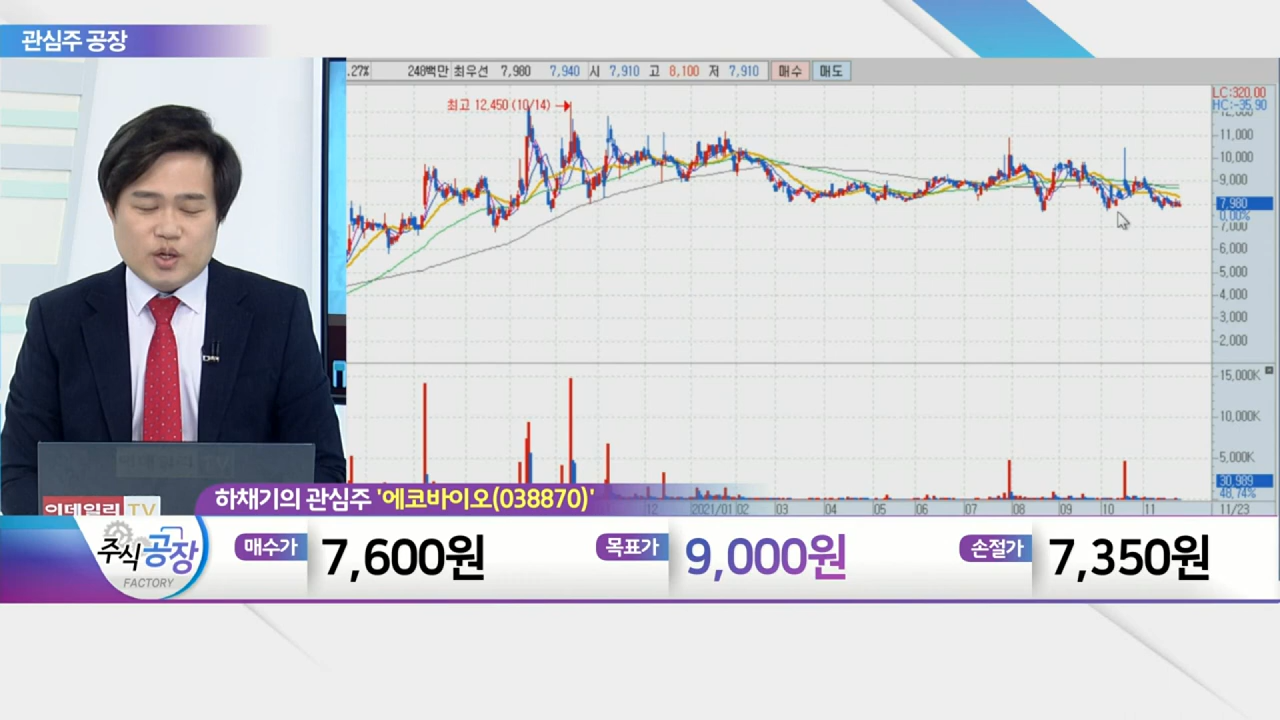 관심주 공장
.27% 248백만 최우선 7,980 7,940 시 7,910 고 8,100 저 7,910 매수 매도
LC:320.00
HC:-35.90
최고 12,450 (10/14)
12,000
11,000
10,000
9,000
7,980
0.00%
7,000
6,000
5,000
4,000
3,000
2,000
15,000K
10,000K
5,000K
30,989
48.74%
12 2021/01 02 03 04 05 06 07 08 09 10 11 11/23
이데일리 TV
하채기의 관심주 '에코바이오(038870)'
주식공장
FACTORY
매수가 7,600원 목표가 9,000원 손절가 7,350원